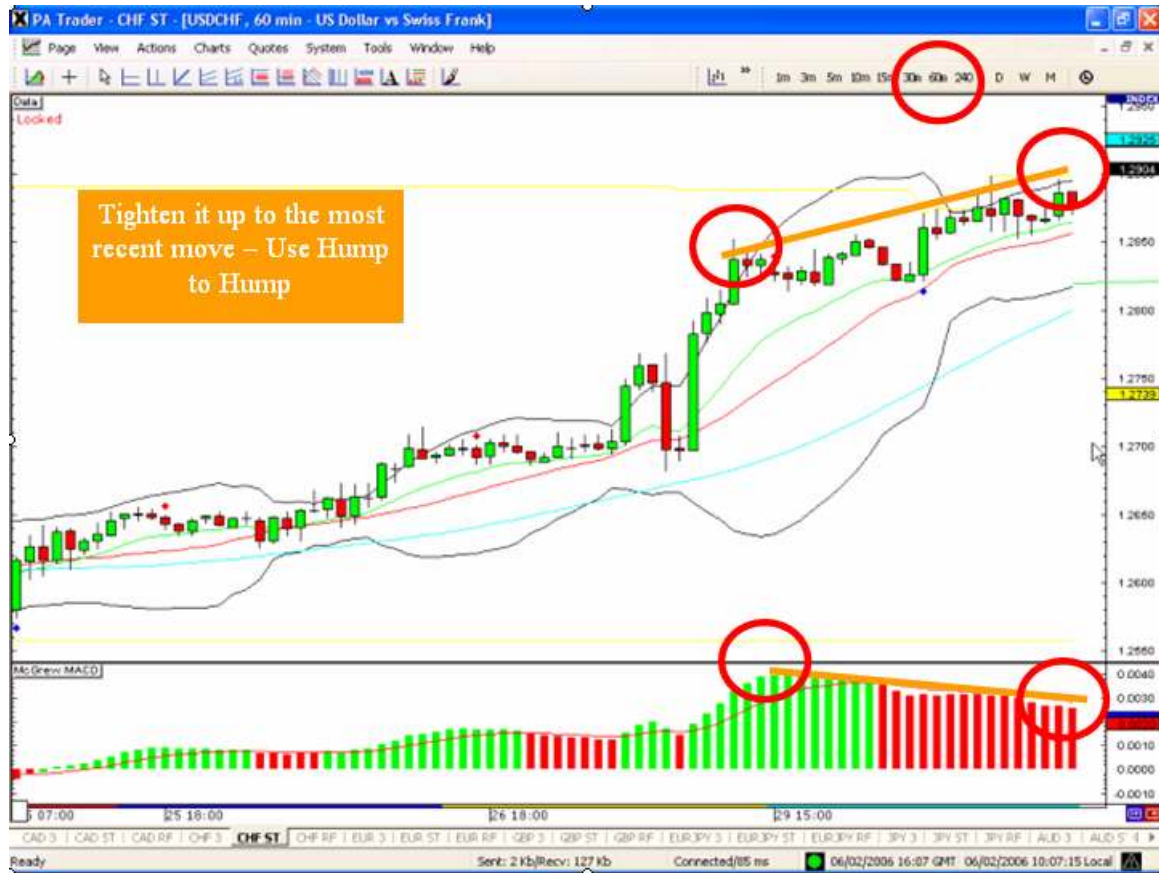 PA Trader - CHF ST - [USDCHF, 60 min - US Dollar vs Swiss Frank]
Page View Actions Charts Quotes System Tools Window Help
1m 3m 5m 10m 15m 30m 60m 240 D W M
Data
INDEX
Locked
1.2950
1.2925
1.2904
Tighten it up to the most
recent move – Use Hump
to Hump
1.2850
1.2800
1.2750
1.2739
1.2700
1.2650
1.2600
1.2550
McGrew MACD
0.0040
0.0030
0.0010
0.0000
-0.0010
07:00 25 18:00 26 18:00 29 15:00
CAD 3 CAD ST CAD RF CHF 3 CHF ST CHF RF EUR 3 EUR ST EUR RF GBP 3 GBP ST GBP RF EURJPY 3 EURJPY ST EURJPY RF JPY 3 JPY ST JPY RF AUD 3
Ready Sent: 2 Kb/Recv: 127 Kb Connected/85 ms 06/02/2006 16:07 GMT 06/02/2006 10:07:15 Local